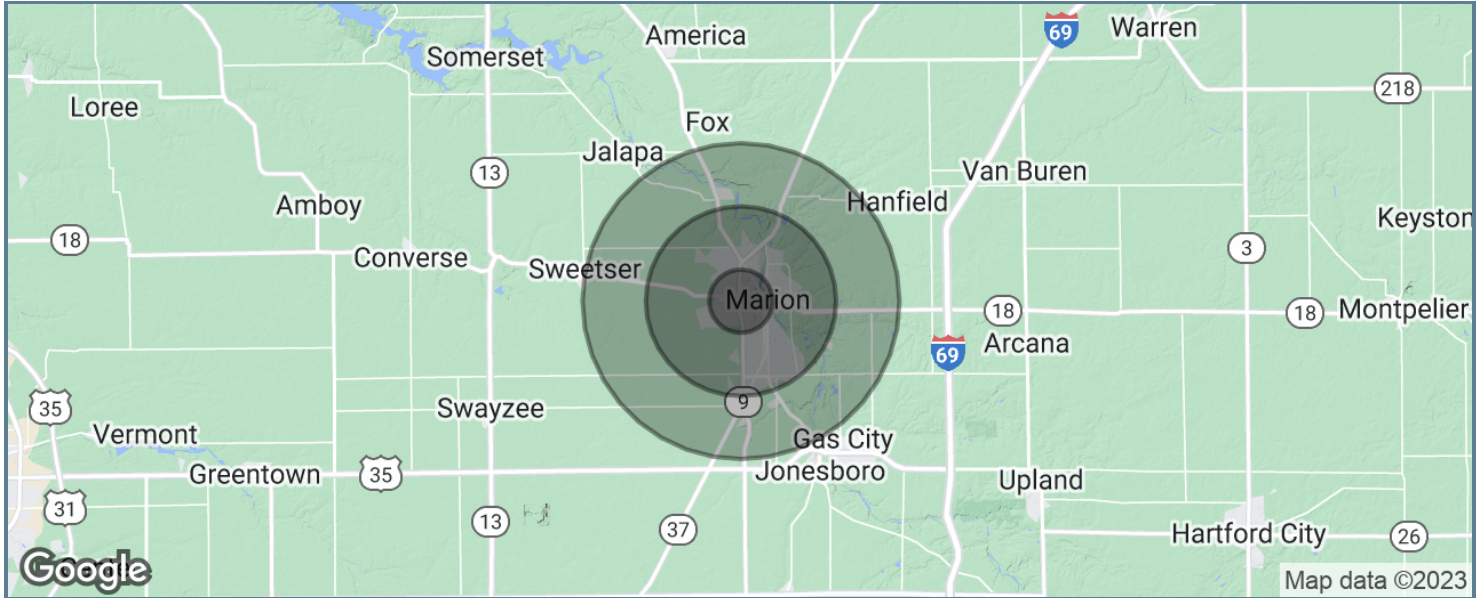 America
69
Warren
Somerset
218
Loree
Fox
Jalapa
13
Van Buren
Amboy
Hanfield
Keyston
18
3
Converse
Sweetser
Marion
18
18
Montpelier
Arcana
69
35
9
Swayzee
Vermont
Gas City
Greentown
35
Jonesboro
Upland
31
13
37
Hartford City
26
Google
Map data ©2023